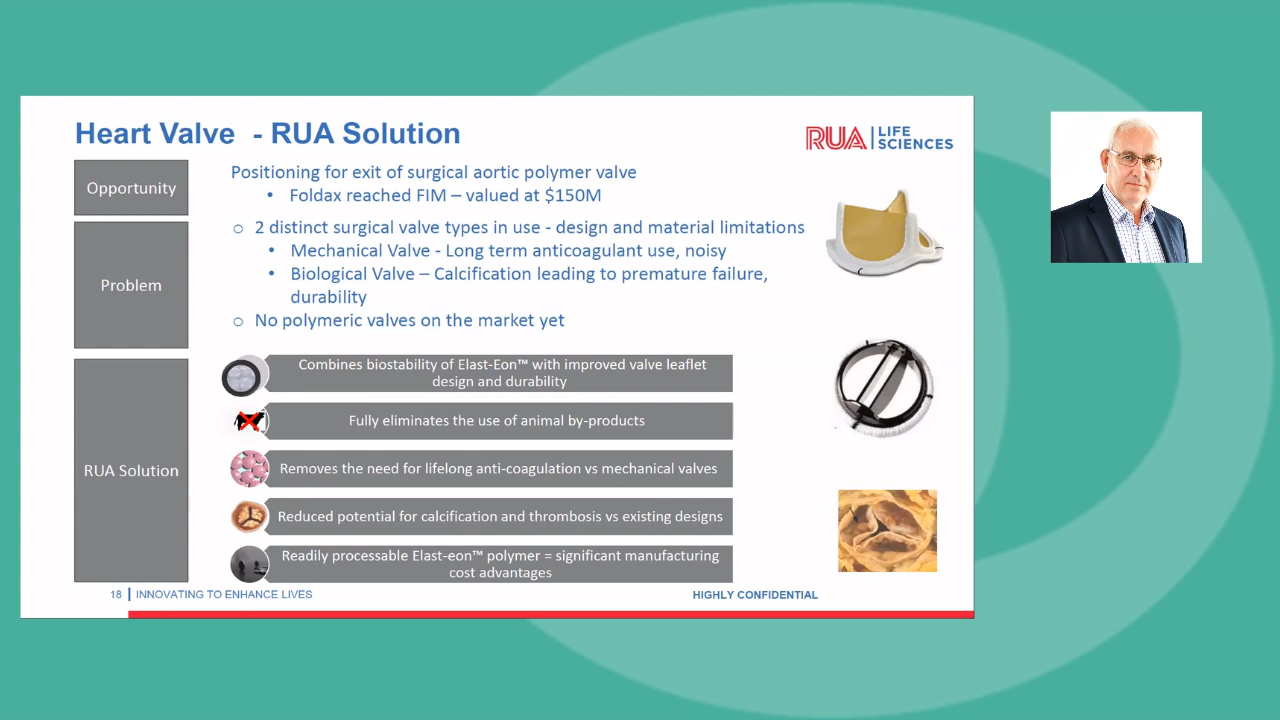 Heart Valve - RUA Solution
RUA LIFE SCIENCES
Opportunity
Positioning for exit of surgical aortic polymer valve
• Foldax reached FIM – valued at $150M
Problem
o 2 distinct surgical valve types in use - design and material limitations
• Mechanical Valve - Long term anticoagulant use, noisy
• Biological Valve – Calcification leading to premature failure,
durability
o No polymeric valves on the market yet
RUA Solution
Combines biostability of Elast-Eon™ with improved valve leaflet
design and durability
Fully eliminates the use of animal by-products
Removes the need for lifelong anti-coagulation vs mechanical valves
Reduced potential for calcification and thrombosis vs existing designs
Readily processable Elast-eon™ polymer = significant manufacturing
cost advantages
18 | INNOVATING TO ENHANCE LIVES
HIGHLY CONFIDENTIAL